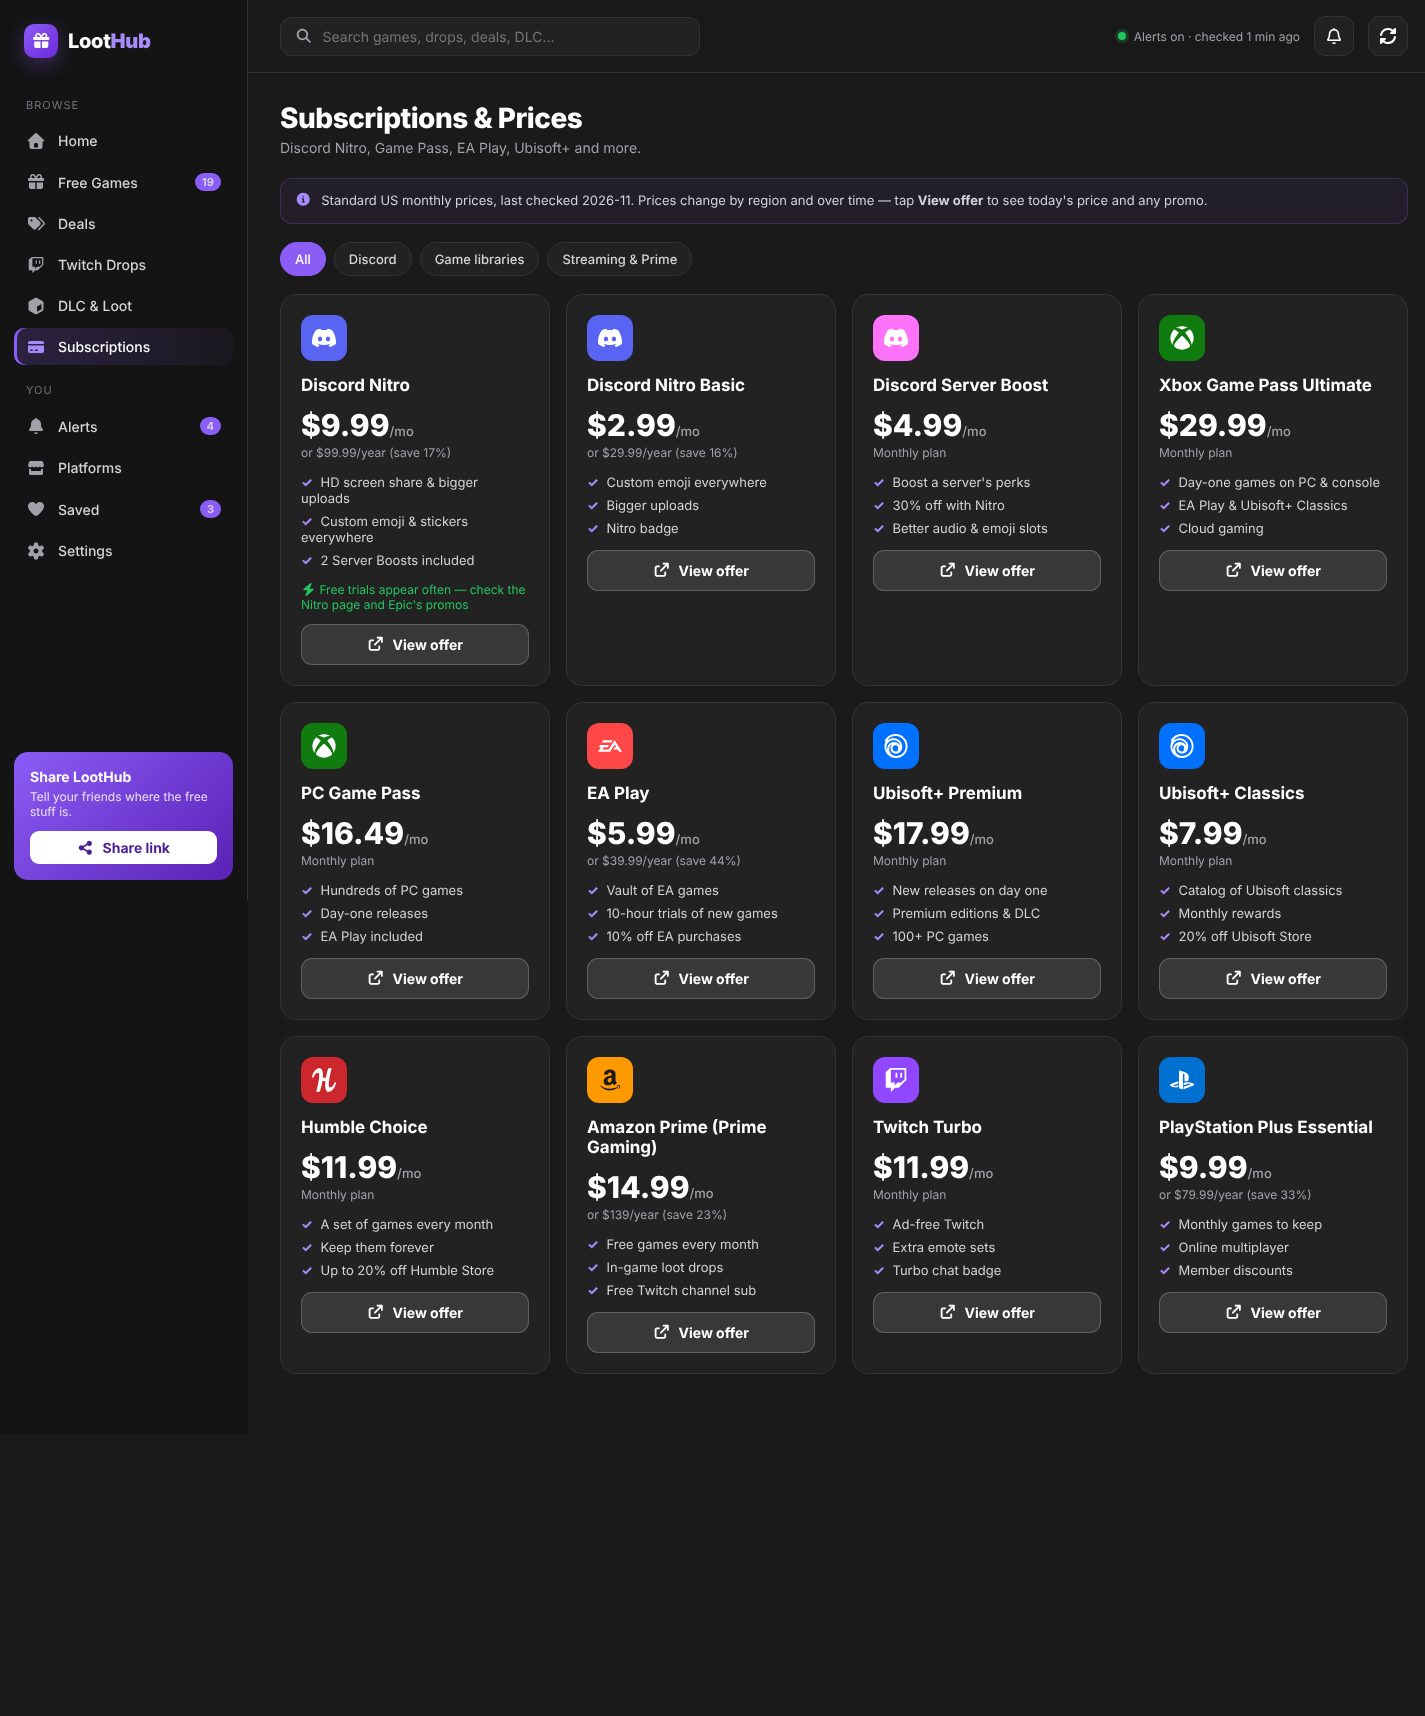 LootHub
Search games, drops, deals, DLC...
Alerts on · checked 1 min ago
BROWSE
Home
Free Games
19
Deals
Twitch Drops
DLC & Loot
Subscriptions
YOU
Alerts
4
Platforms
Saved
3
Settings
Share LootHub
Tell your friends where the free
stuff is.
Share link
Subscriptions & Prices
Discord Nitro, Game Pass, EA Play, Ubisoft+ and more.
Standard US monthly prices, last checked 2026-11. Prices change by region and over time — tap View offer to see today's price and any promo.
All
Discord
Game libraries
Streaming & Prime
Discord Nitro
$9.99/mo
or $99.99/year (save 17%)
HD screen share & bigger
uploads
Custom emoji & stickers
everywhere
2 Server Boosts included
Free trials appear often — check the
Nitro page and Epic's promos
View offer
Discord Nitro Basic
$2.99/mo
or $29.99/year (save 16%)
Custom emoji everywhere
Bigger uploads
Nitro badge
View offer
Discord Server Boost
$4.99/mo
Monthly plan
Boost a server's perks
30% off with Nitro
Better audio & emoji slots
View offer
Xbox Game Pass Ultimate
$29.99/mo
Monthly plan
Day-one games on PC & console
EA Play & Ubisoft+ Classics
Cloud gaming
View offer
PC Game Pass
$16.49/mo
Monthly plan
Hundreds of PC games
Day-one releases
EA Play included
View offer
EA
EA Play
$5.99/mo
or $39.99/year (save 44%)
Vault of EA games
10-hour trials of new games
10% off EA purchases
View offer
Ubisoft+ Premium
$17.99/mo
Monthly plan
New releases on day one
Premium editions & DLC
100+ PC games
View offer
Ubisoft+ Classics
$7.99/mo
Monthly plan
Catalog of Ubisoft classics
Monthly rewards
20% off Ubisoft Store
View offer
H
Humble Choice
$11.99/mo
Monthly plan
A set of games every month
Keep them forever
Up to 20% off Humble Store
View offer
a
Amazon Prime (Prime
Gaming)
$14.99/mo
or $139/year (save 23%)
Free games every month
In-game loot drops
Free Twitch channel sub
View offer
Twitch Turbo
$11.99/mo
Monthly plan
Ad-free Twitch
Extra emote sets
Turbo chat badge
View offer
PlayStation Plus Essential
$9.99/mo
or $79.99/year (save 33%)
Monthly games to keep
Online multiplayer
Member discounts
View offer